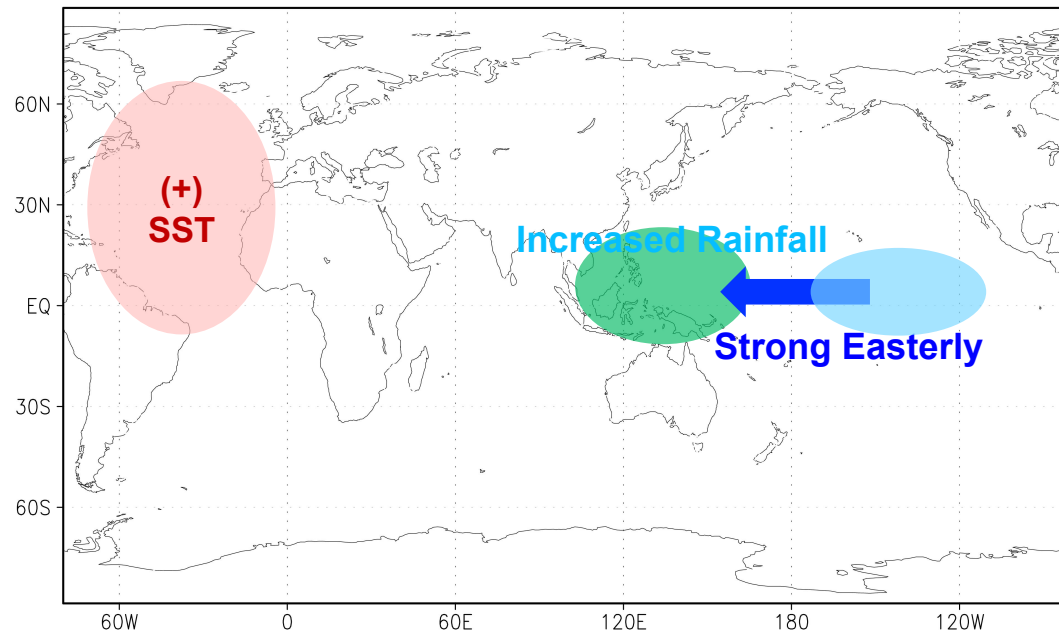 60N
(+)
SST
30N
Increased Rainfall
EQ
Strong Easterly
30S
60S
60W 0 60E 120E 180 120W